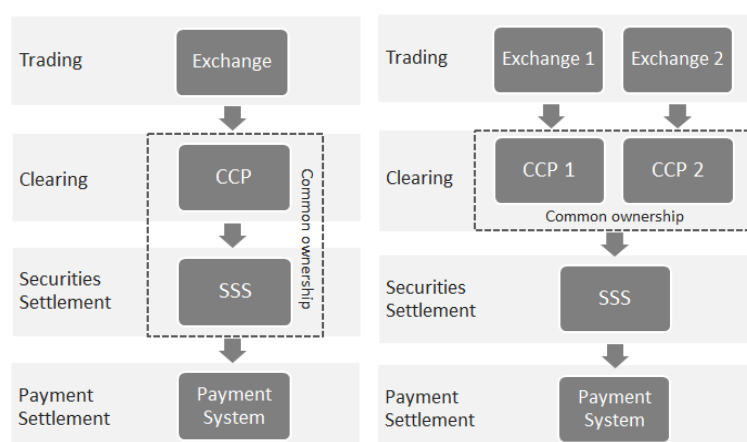 Trading
Exchange
Clearing
CCP
Common ownership
Securities
Settlement
SSS
Payment
Settlement
Payment
System
Trading
Exchange 1
Exchange 2
Clearing
CCP 1
CCP 2
Common ownership
Securities
Settlement
SSS
Payment
Settlement
Payment
System